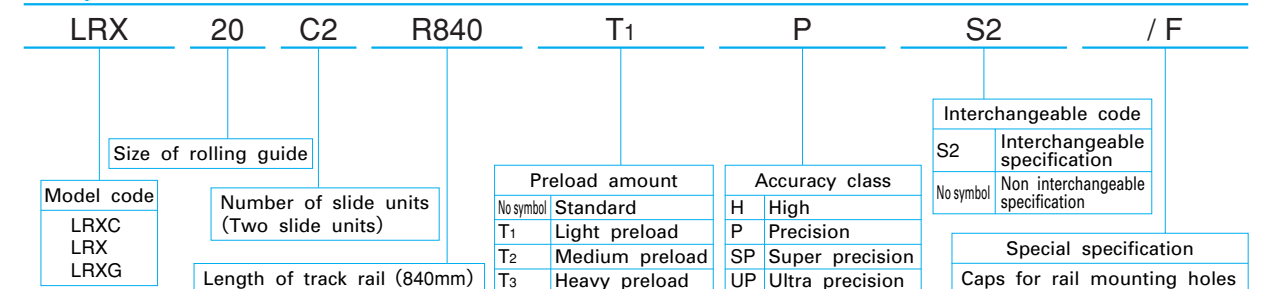 LRX 20 C2 R840 T1 P S2 / F
Interchangeable code
S2 Interchangeable
specification
No symbol Non interchangeable
specification
Size of rolling guide
Model code
LRXC
LRX
LRXG
Number of slide units
(Two slide units)
Length of track rail (840mm)
Preload amount
No symbol Standard
T1 Light preload
T2 Medium preload
T3 Heavy preload
Accuracy class
H High
P Precision
SP Super precision
UP Ultra precision
Special specification
Caps for rail mounting holes